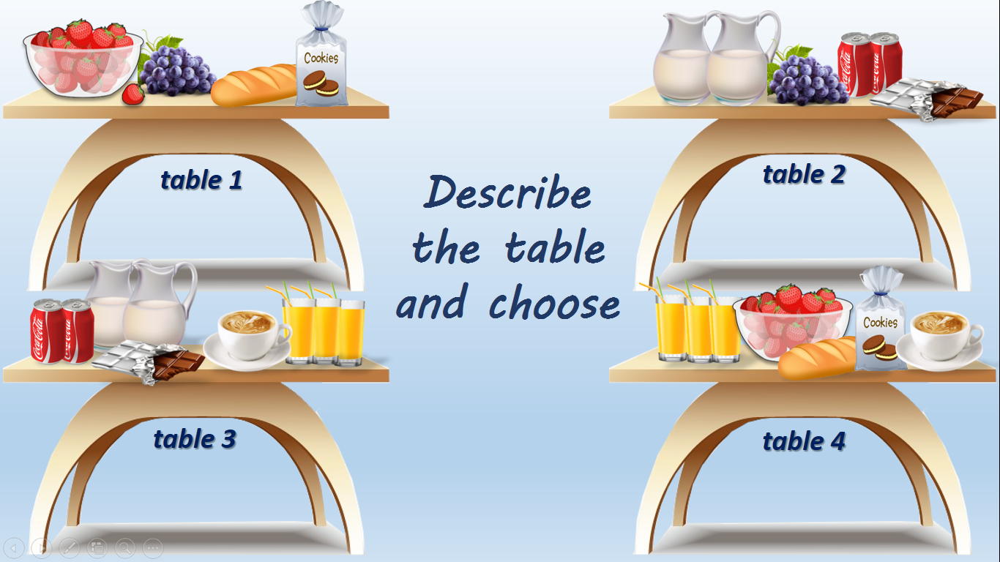 Cookies
Coca-Cola
Coca-Cola
table 1
table 2
Describe
the table
and choose
Coca-Cola
Coca-Cola
Cookies
table 3
table 4